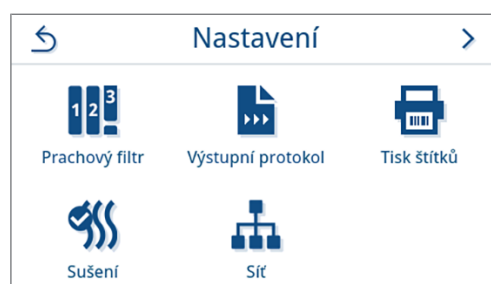 Nastavení
1 2 3
Prachový filtr Výstupní protokol Tisk štítků
Sušení Síť